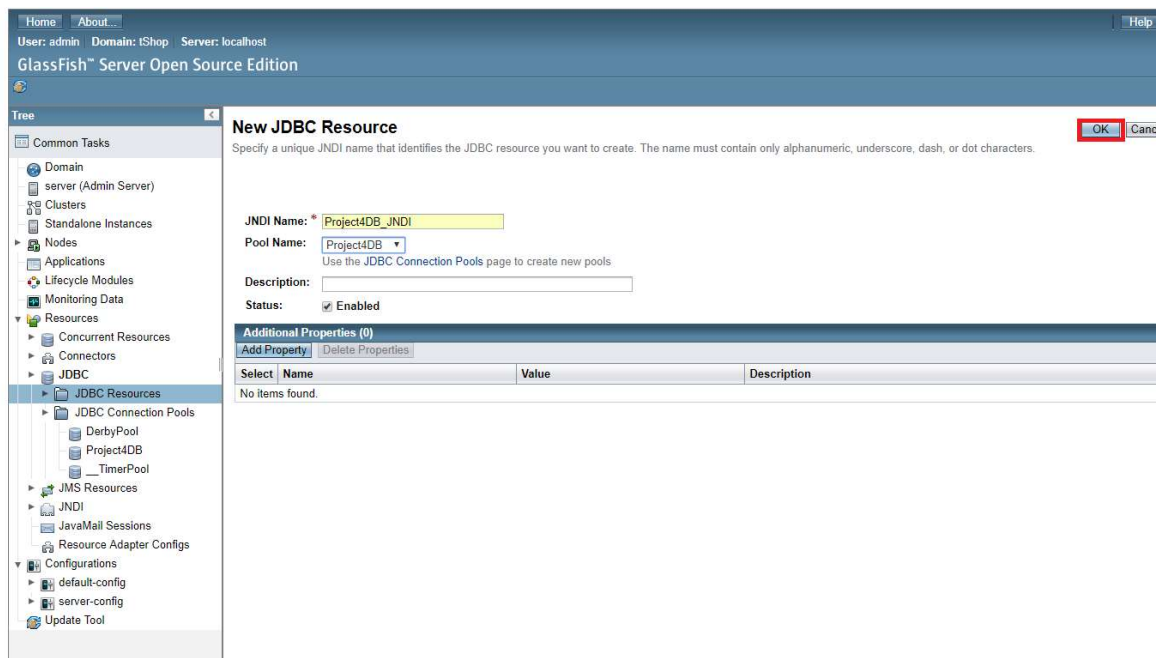 Home About...
Help
User: admin Domain: tShop Server: localhost
GlassFish™ Server Open Source Edition
Tree
Common Tasks
Domain
server (Admin Server)
Clusters
Standalone Instances
Nodes
Applications
Lifecycle Modules
Monitoring Data
Resources
Concurrent Resources
Connectors
JDBC
JDBC Resources
JDBC Connection Pools
DerbyPool
Project4DB
__TimerPool
JMS Resources
JNDI
JavaMail Sessions
Resource Adapter Configs
Configurations
default-config
server-config
Update Tool
New JDBC Resource
OK Canc
Specify a unique JNDI name that identifies the JDBC resource you want to create. The name must contain only alphanumeric, underscore, dash, or dot characters.
JNDI Name: * Project4DB_JNDI
Pool Name: Project4DB
Use the JDBC Connection Pools page to create new pools
Description:
Status: Enabled
Additional Properties (0)
Add Property Delete Properties
Select Name Value Description
No items found.